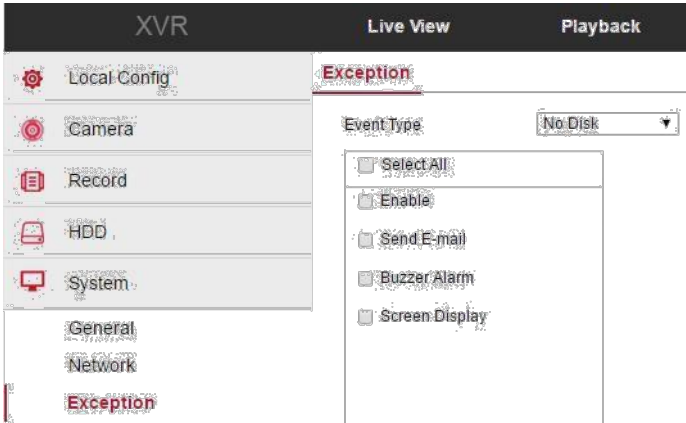 XVR
Live View
Playback
Local Config
Camera
Record
HDD
System
General
Network
Exception
Exception
Event Type
No Disk
Select All
Enable
Send E-mail
Buzzer Alarm
Screen Display